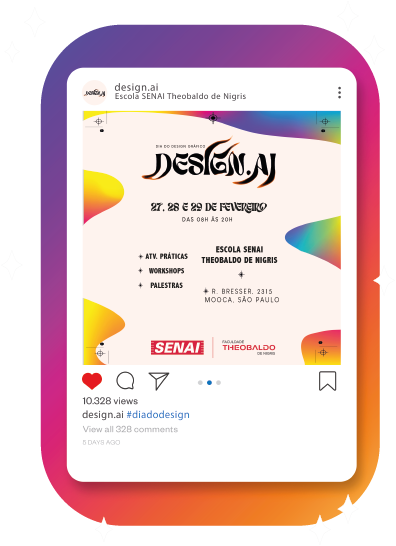 design.ai
Escola SENAI Theobaldo de Nigris
DIA DO DESIGN GRÁFICO
DESIGN.AI
27, 28 E 29 DE FEVEREIRO
DAS 08H ÀS 20H
ATV. PRÁTICAS
WORKSHOPS
PALESTRAS
ESCOLA SENAI
THEOBALDO DE NIGRIS
R. BRESSER, 2315
MOOCA, SÃO PAULO
SENAI
FACULDADE
THEOBALDO
DE NIGRIS
10.328 views
design.ai #diadodesign
View all 328 comments
5 DAYS AGO